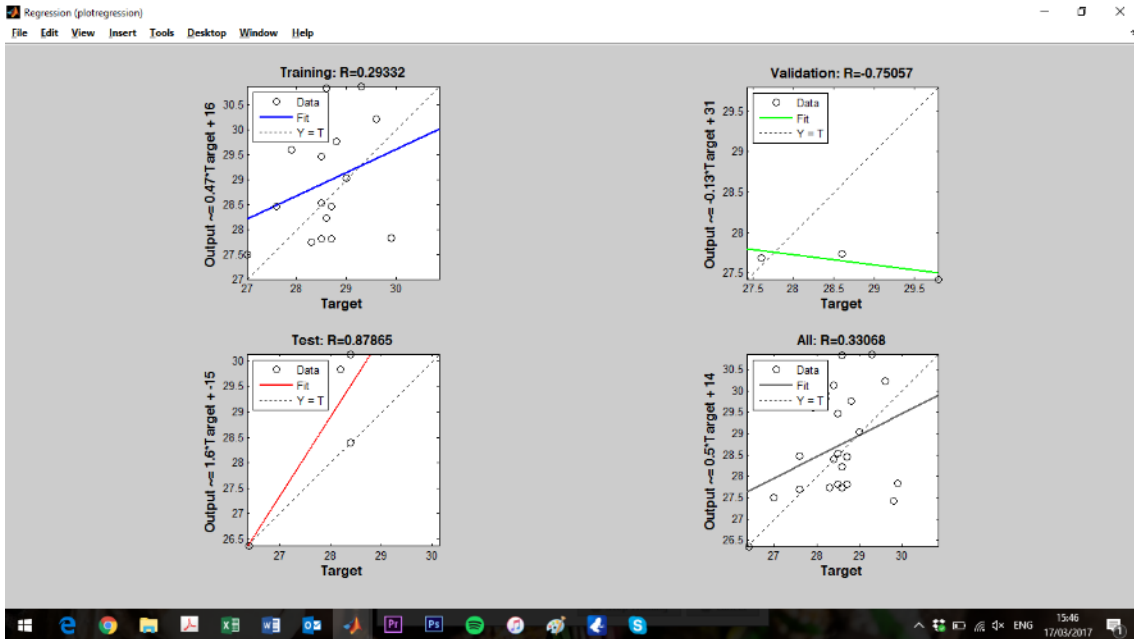 Regression (plotregression)
File Edit View Insert Tools Desktop Window Help
Training: R=0.29332
Output ~= 0.47*Target + 16
30.5
30
29.5
29
28.5
28
27.5
27
Data
Fit
Y = T
27 28 29 30
Target
Validation: R=-0.75057
Output ~= -0.13*Target + 31
29.5
29
28.5
28
27.5
Data
Fit
Y = T
27.5 28 28.5 29 29.5
Target
Test: R=0.87865
Output ~= 1.6*Target + -15
30
29.5
29
28.5
28
27.5
27
26.5
Data
Fit
Y = T
27 28 29 30
Target
All: R=0.33068
Output ~= 0.5*Target + 14
30.5
30
29.5
29
28.5
28
27.5
27
26.5
Data
Fit
Y = T
27 28 29 30
Target
Pr
Ps
ENG
15:46
17/03/2017